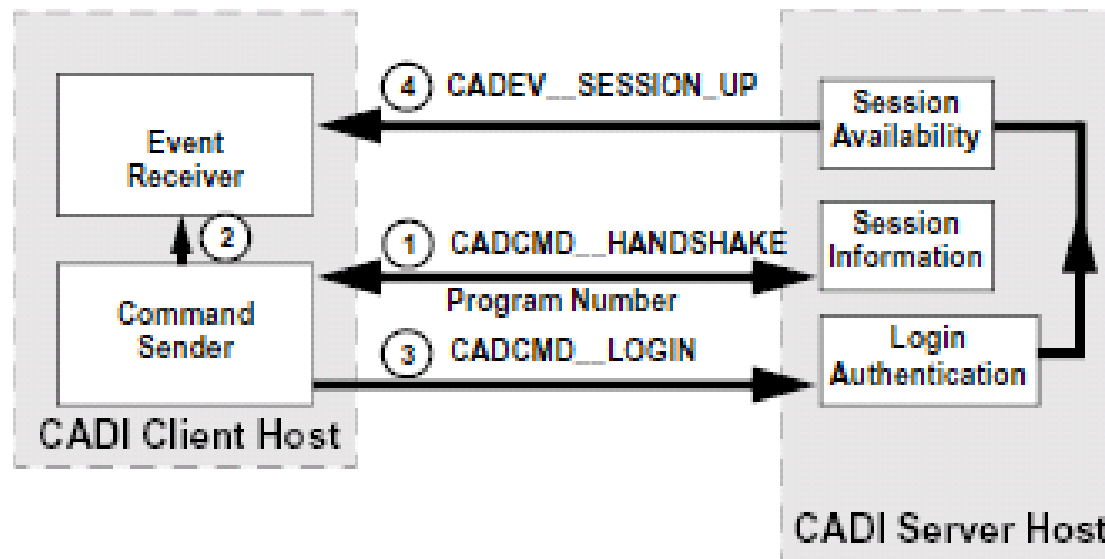 4 CADEV__SESSION_UP
Session
Availability
Event
Receiver
2
1 CADCMD__HANDSHAKE
Program Number
Session
Information
Command
Sender
3 CADCMD__LOGIN
Login
Authentication
CADI Client Host
CADI Server Host